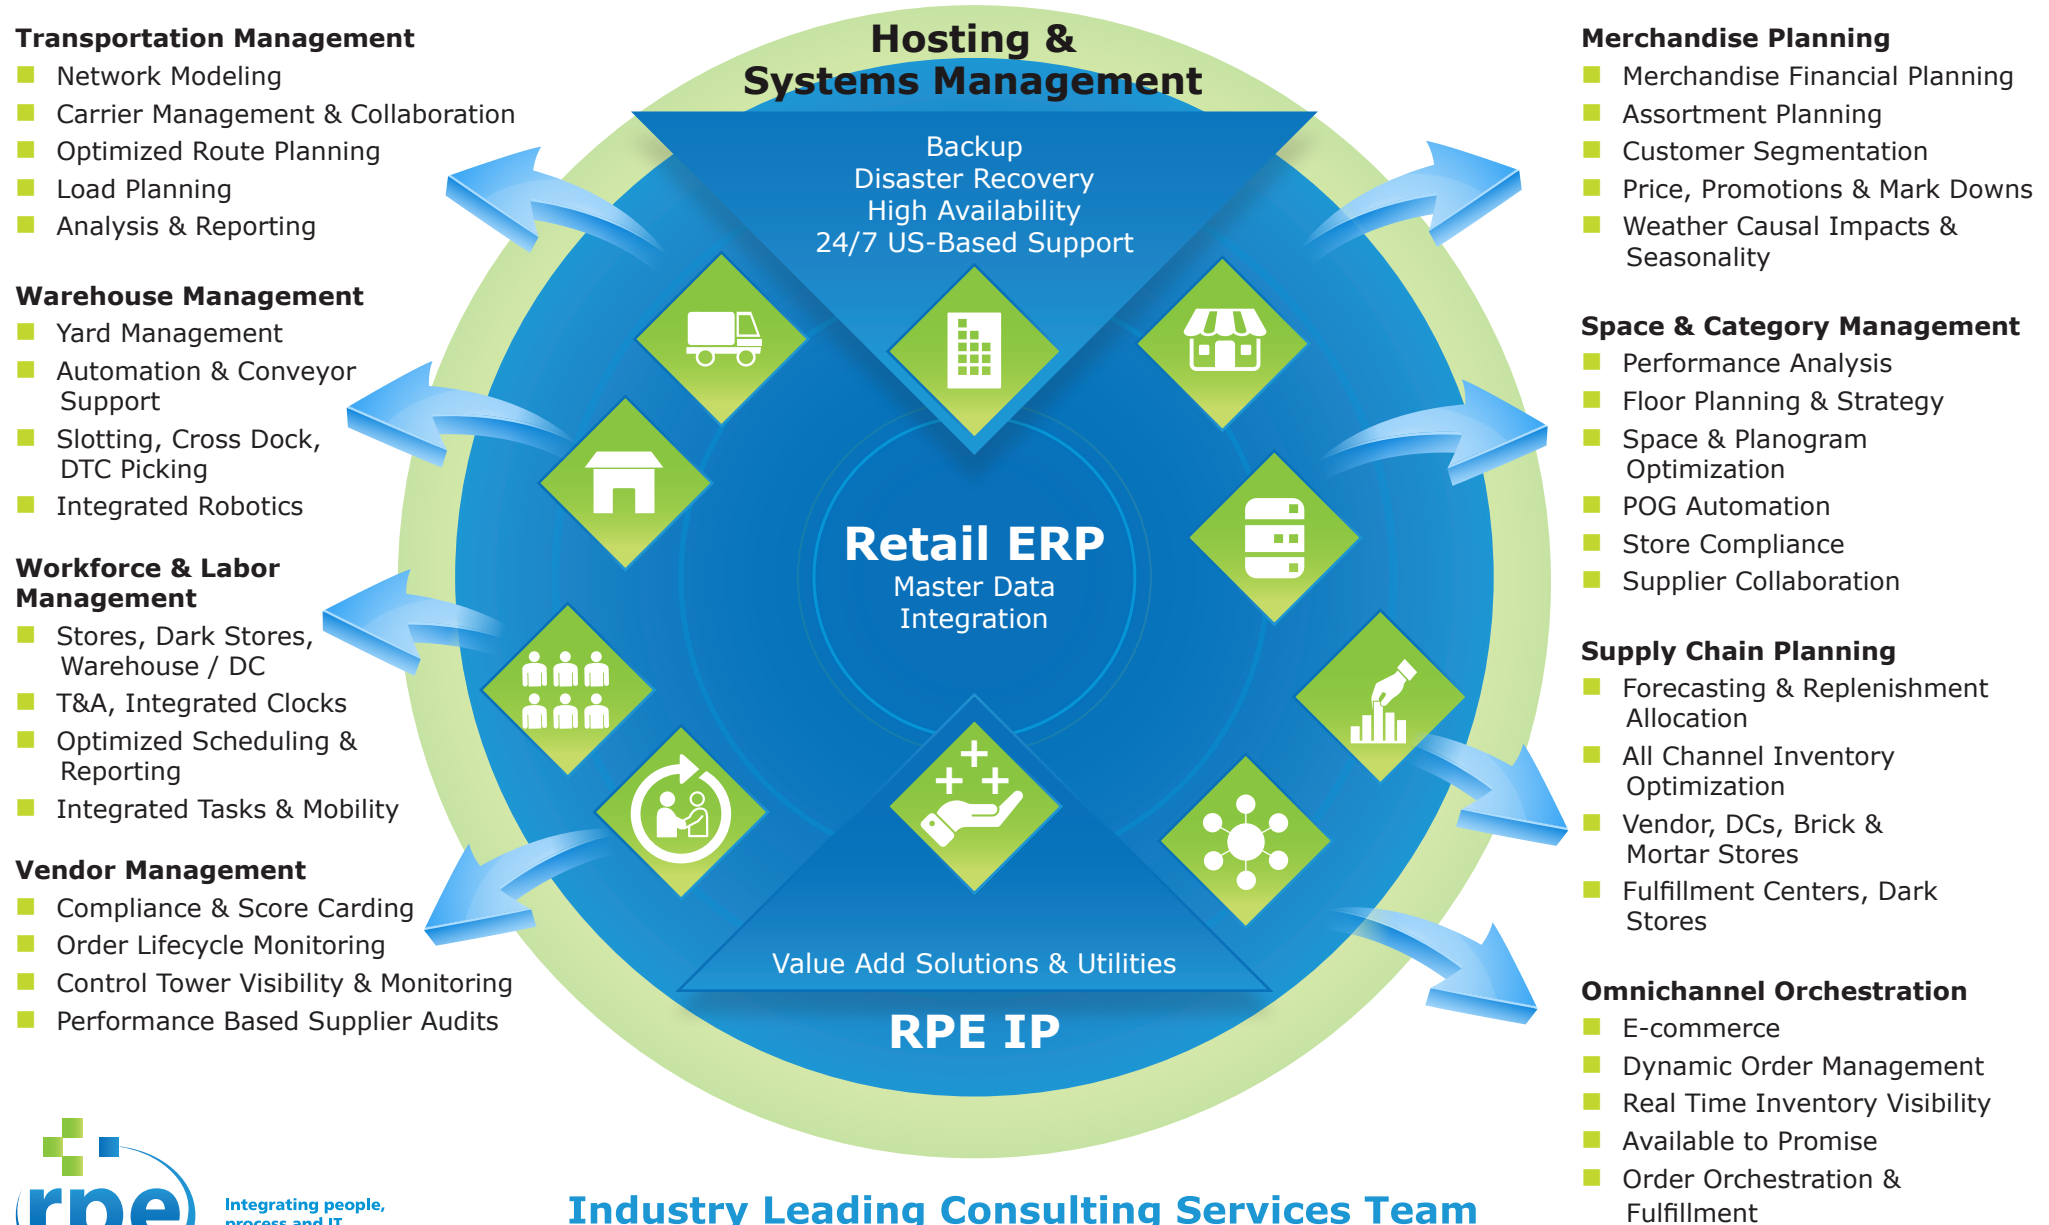 Transportation Management
Network Modeling
Carrier Management & Collaboration
Optimized Route Planning
Load Planning
Analysis & Reporting
Warehouse Management
Yard Management
Automation & Conveyor
Support
Slotting, Cross Dock,
DTC Picking
Integrated Robotics
Workforce & Labor
Management
Stores, Dark Stores,
Warehouse / DC
T&A, Integrated Clocks
Optimized Scheduling &
Reporting
Integrated Tasks & Mobility
Vendor Management
Compliance & Score Carding
Order Lifecycle Monitoring
Control Tower Visibility & Monitoring
Performance Based Supplier Audits
Hosting &
Systems Management
Backup
Disaster Recovery
High Availability
24/7 US-Based Support
Retail ERP
Master Data
Integration
Value Add Solutions & Utilities
RPE IP
Merchandise Planning
Merchandise Financial Planning
Assortment Planning
Customer Segmentation
Price, Promotions & Mark Downs
Weather Causal Impacts &
Seasonality
Space & Category Management
Performance Analysis
Floor Planning & Strategy
Space & Planogram
Optimization
POG Automation
Store Compliance
Supplier Collaboration
Supply Chain Planning
Forecasting & Replenishment
Allocation
All Channel Inventory
Optimization
Vendor, DCs, Brick &
Mortar Stores
Fulfillment Centers, Dark
Stores
Omnichannel Orchestration
E-commerce
Dynamic Order Management
Real Time Inventory Visibility
Available to Promise
Order Orchestration &
Fulfillment
rpe
Integrating people,
process and IT
Industry Leading Consulting Services Team